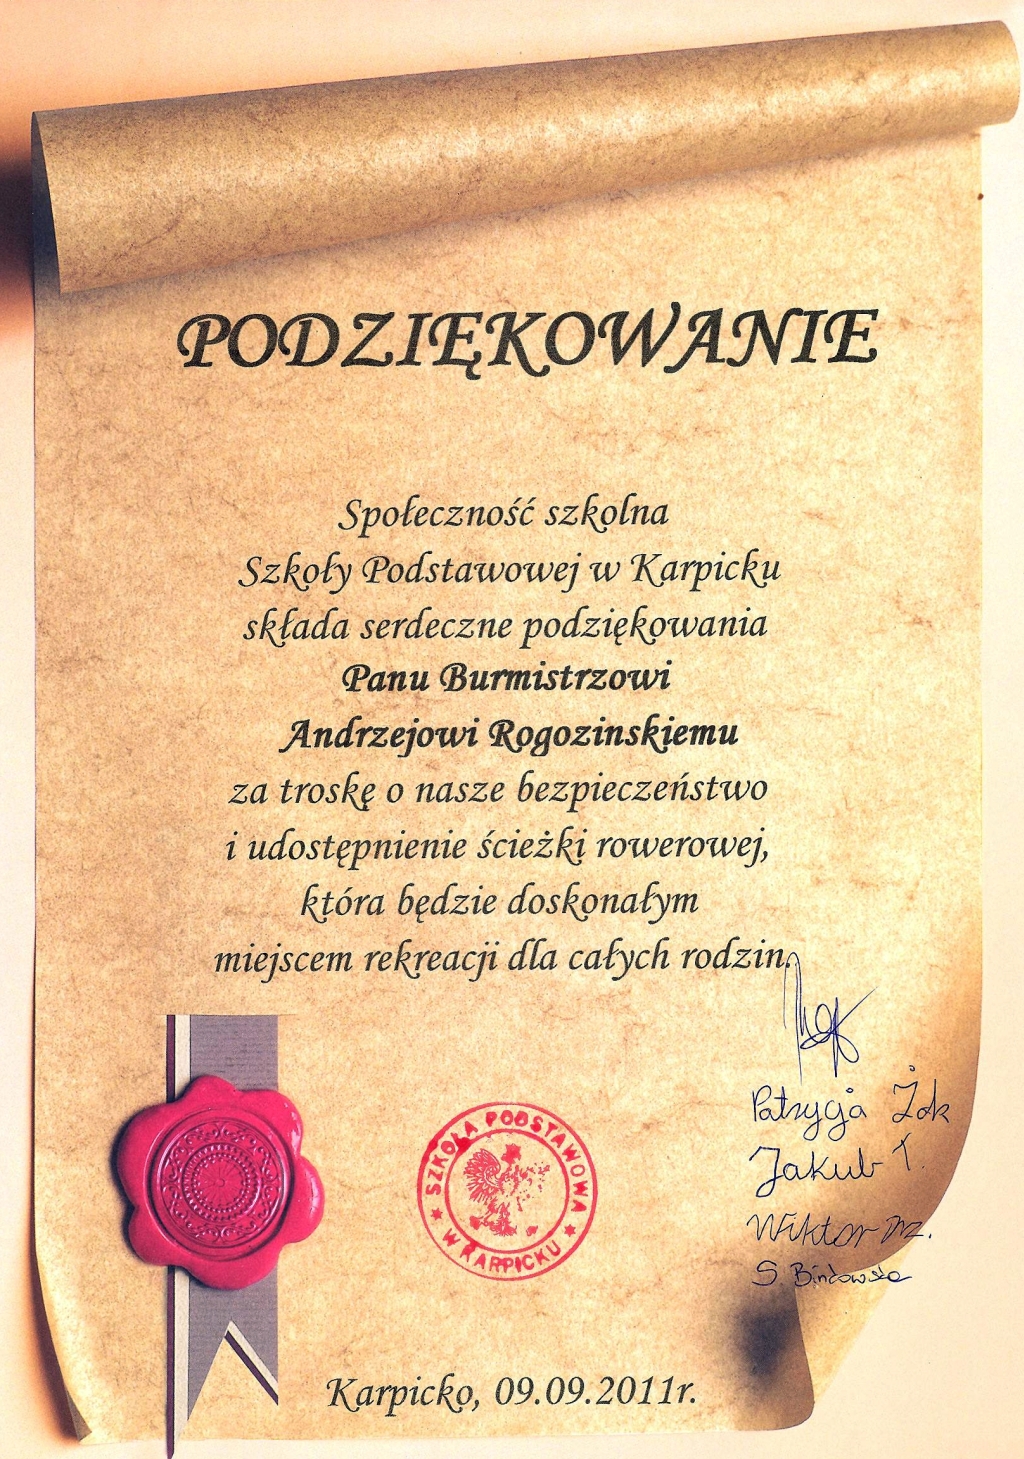 PODZIĘKOWANIE
Społeczność szkolna
Szkoły Podstawowej w Karpicku
składa serdeczne podziękowania
Panu Burmistrzowi
Andrzejowi Rogozinskiemu
za troskę o nasze bezpieczeństwo
i udostępnienie ścieżki rowerowej,
która będzie doskonałym
miejscem rekreacji dla całych rodzin.
Patrycja Żok
Jakub T.
Wiktor
S.
SZKOŁA PODSTAWOWA
W KARPICKU
Karpicko, 09.09.2011r.